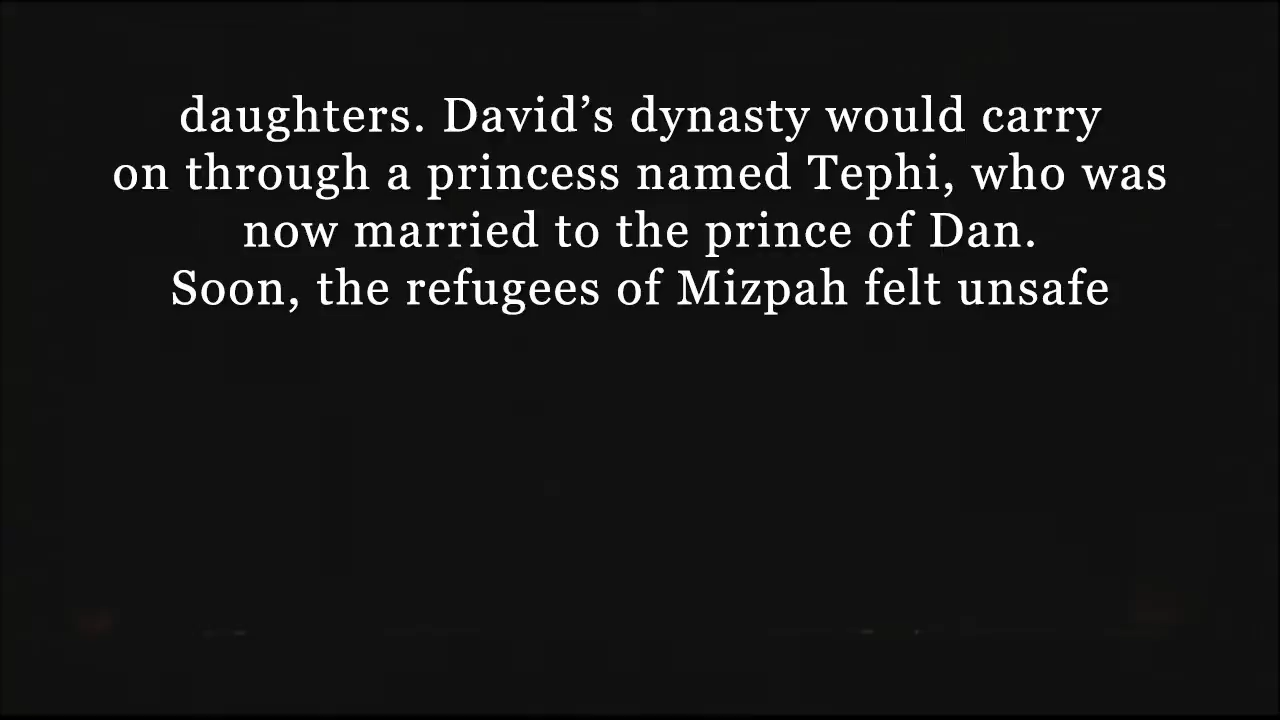 daughters. David’s dynasty would carry
on through a princess named Tephi, who was
now married to the prince of Dan.
Soon, the refugees of Mizpah felt unsafe